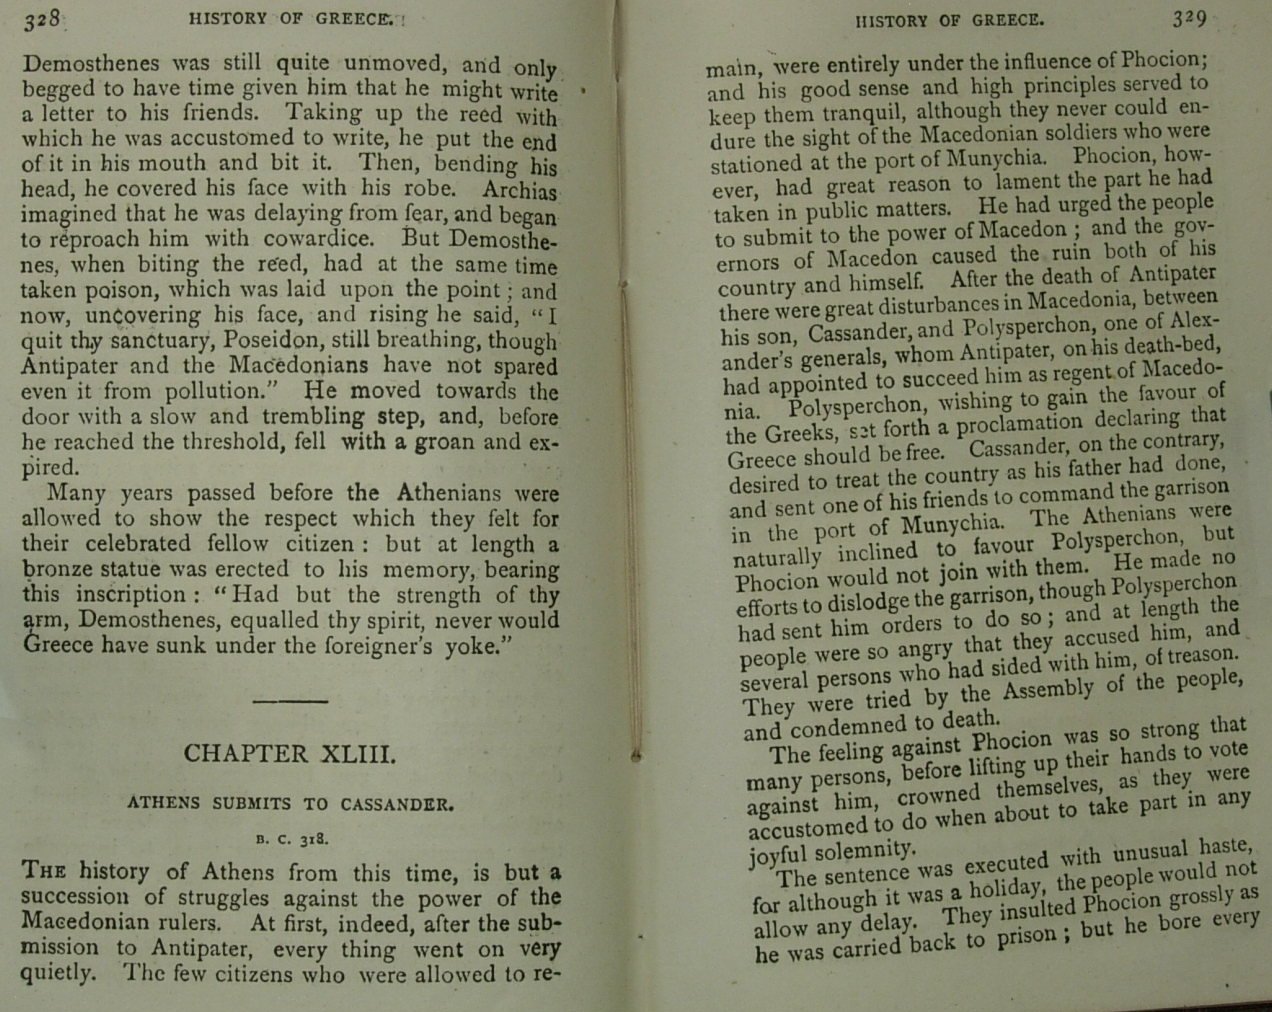 328
HISTORY OF GREECE.
Demosthenes was still quite unmoved, and only
begged to have time given him that he might write
a letter to his friends. Taking up the reed with
which he was accustomed to write, he put the end
of it in his mouth and bit it. Then, bending his
head, he covered his face with his robe. Archias
imagined that he was delaying from fear, and began
to reproach him with cowardice. But Demosthe-
nes, when biting the reed, had at the same time
taken poison, which was laid upon the point ; and
now, uncovering his face, and rising he said, “ I
quit thy sanctuary, Poseidon, still breathing, though
Antipater and the Macedonians have not spared
even it from pollution.” He moved towards the
door with a slow and trembling step, and, before
he reached the threshold, fell with a groan and ex-
pired.
Many years passed before the Athenians were
allowed to show the respect which they felt for
their celebrated fellow citizen : but at length a
bronze statue was erected to his memory, bearing
this inscription : “ Had but the strength of thy
arm, Demosthenes, equalled thy spirit, never would
Greece have sunk under the foreigner’s yoke.”
CHAPTER XLIII.
ATHENS SUBMITS TO CASSANDER.
B. C. 318.
THE history of Athens from this time, is but a
succession of struggles against the power of the
Macedonian rulers. At first, indeed, after the sub-
mission to Antipater, every thing went on very
quietly. The few citizens who were allowed to re-
HISTORY OF GREECE.
329
main, were entirely under the influence of Phocion;
and his good sense and high principles served to
keep them tranquil, although they never could en-
dure the sight of the Macedonian soldiers who were
stationed at the port of Munychia. Phocion, how-
ever, had great reason to lament the part he had
taken in public matters. He had urged the people
to submit to the power of Macedon ; and the gov-
ernors of Macedon caused the ruin both of his
country and himself. After the death of Antipater
there were great disturbances in Macedonia, between
his son, Cassander, and Polysperchon, one of Alex-
ander’s generals, whom Antipater, on his death-bed,
had appointed to succeed him as regent of Macedo-
nia. Polysperchon, wishing to gain the favour of
the Greeks, set forth a proclamation declaring that
Greece should be free. Cassander, on the contrary,
desired to treat the country as his father had done,
and sent one of his friends to command the garrison
in the port of Munychia. The Athenians were
naturally inclined to favour Polysperchon, but
Phocion would not join with them. He made no
efforts to dislodge the garrison, though Polysperchon
had sent him orders to do so ; and at length the
people were so angry that they accused him, and
several persons who had sided with him, of treason.
They were tried by the Assembly of the people,
and condemned to death.
The feeling against Phocion was so strong that
many persons, before lifting up their hands to vote
against him, crowned themselves, as they were
accustomed to do when about to take part in any
joyful solemnity.
The sentence was executed with unusual haste,
for although it was a holiday, the people would not
allow any delay. They insulted Phocion grossly as
he was carried back to prison ; but he bore every